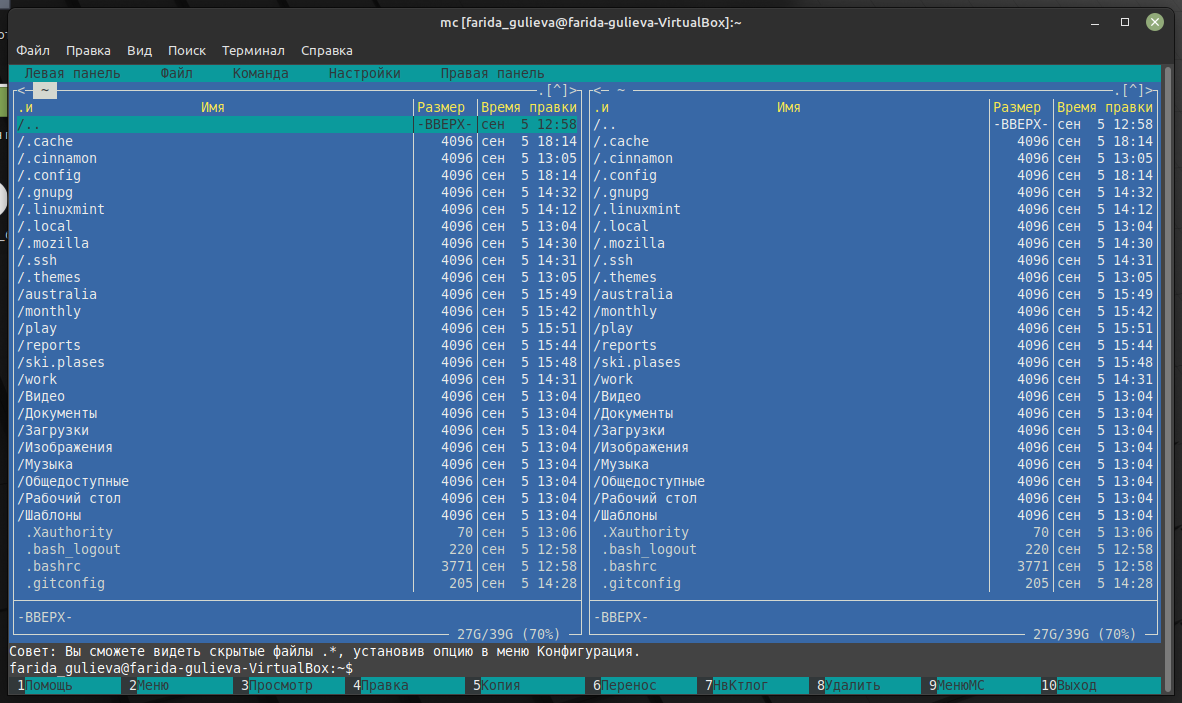 mc [farida_gulieva@farida-gulieva-VirtualBox]:~
Файл Правка Вид Поиск Терминал Справка
Левая панель Файл Команда Настройки Правая панель
<─ ~ ─.[^]>
.и Имя Размер Время правки
/.. -ВВЕРХ- сен 5 12:58
/.cache 4096 сен 5 18:14
/.cinnamon 4096 сен 5 13:05
/.config 4096 сен 5 18:14
/.gnupg 4096 сен 5 14:32
/.linuxmint 4096 сен 5 14:12
/.local 4096 сен 5 13:04
/.mozilla 4096 сен 5 14:30
/.ssh 4096 сен 5 14:31
/.themes 4096 сен 5 13:05
/australia 4096 сен 5 15:49
/monthly 4096 сен 5 15:42
/play 4096 сен 5 15:51
/reports 4096 сен 5 15:44
/ski.plases 4096 сен 5 15:48
/work 4096 сен 5 14:31
/Видео 4096 сен 5 13:04
/Документы 4096 сен 5 13:04
/Загрузки 4096 сен 5 13:04
/Изображения 4096 сен 5 13:04
/Музыка 4096 сен 5 13:04
/Общедоступные 4096 сен 5 13:04
/Рабочий стол 4096 сен 5 13:04
/Шаблоны 4096 сен 5 13:04
.Xauthority 70 сен 5 13:06
.bash_logout 220 сен 5 12:58
.bashrc 3771 сен 5 12:58
.gitconfig 205 сен 5 14:28
-ВВЕРХ-
27G/39G (70%)
<─ ~ ─.[^]>
.и Имя Размер Время правки
/.. -ВВЕРХ- сен 5 12:58
/.cache 4096 сен 5 18:14
/.cinnamon 4096 сен 5 13:05
/.config 4096 сен 5 18:14
/.gnupg 4096 сен 5 14:32
/.linuxmint 4096 сен 5 14:12
/.local 4096 сен 5 13:04
/.mozilla 4096 сен 5 14:30
/.ssh 4096 сен 5 14:31
/.themes 4096 сен 5 13:05
/australia 4096 сен 5 15:49
/monthly 4096 сен 5 15:42
/play 4096 сен 5 15:51
/reports 4096 сен 5 15:44
/ski.plases 4096 сен 5 15:48
/work 4096 сен 5 14:31
/Видео 4096 сен 5 13:04
/Документы 4096 сен 5 13:04
/Загрузки 4096 сен 5 13:04
/Изображения 4096 сен 5 13:04
/Музыка 4096 сен 5 13:04
/Общедоступные 4096 сен 5 13:04
/Рабочий стол 4096 сен 5 13:04
/Шаблоны 4096 сен 5 13:04
.Xauthority 70 сен 5 13:06
.bash_logout 220 сен 5 12:58
.bashrc 3771 сен 5 12:58
.gitconfig 205 сен 5 14:28
-ВВЕРХ-
27G/39G (70%)
Совет: Вы сможете видеть скрытые файлы .*, установив опцию в меню Конфигурация.
farida_gulieva@farida-gulieva-VirtualBox:~$
1Помощь 2Меню 3Просмотр 4Правка 5Копия 6Перенос 7НвКтлог 8Удалить 9МенюMC 10Выход